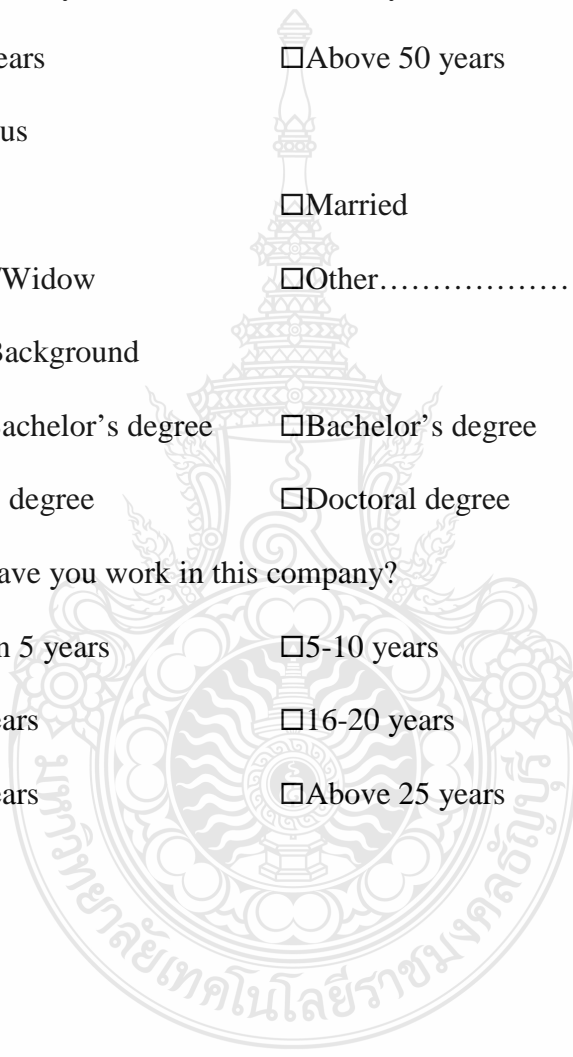 ears ☐Above 50 years
us
☐Married
/Widow ☐Other………………
Background
achelor’s degree ☐Bachelor’s degree
degree ☐Doctoral degree
ave you work in this company?
n 5 years ☐5-10 years
ears ☐16-20 years
ears ☐Above 25 years
มหาวิทยาลัยเทคโนโลยีราชมงคลธัญบุรี